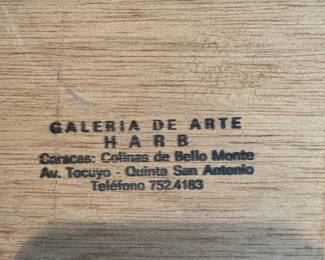 GALERIA DE ARTE
HARB
Caracas: Colinas de Bello Monte
Av. Tocuyo - Quinta San Antonio
Teléfono 752.4183